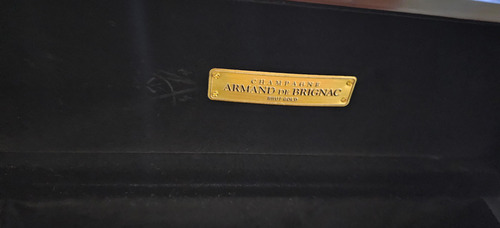 CHAMPAGNE
ARMAND DE BRIGNAC
BRUT GOLD